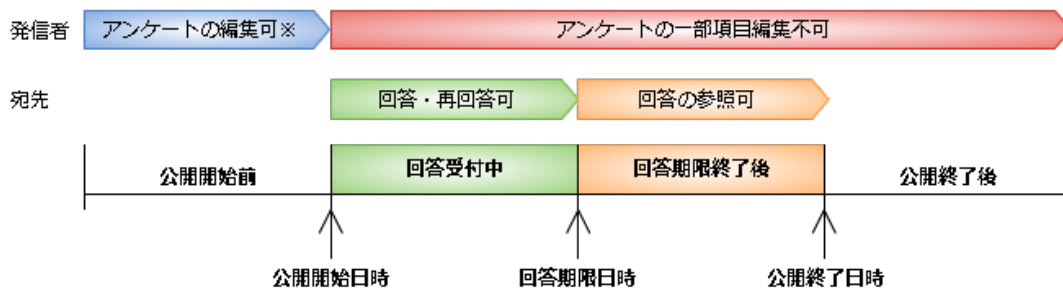 発信者
アンケートの編集可※
アンケートの一部項目編集不可
宛先
回答・再回答可
回答の参照可
公開開始前
回答受付中
回答期限終了後
公開終了後
公開開始日時
回答期限日時
公開終了日時